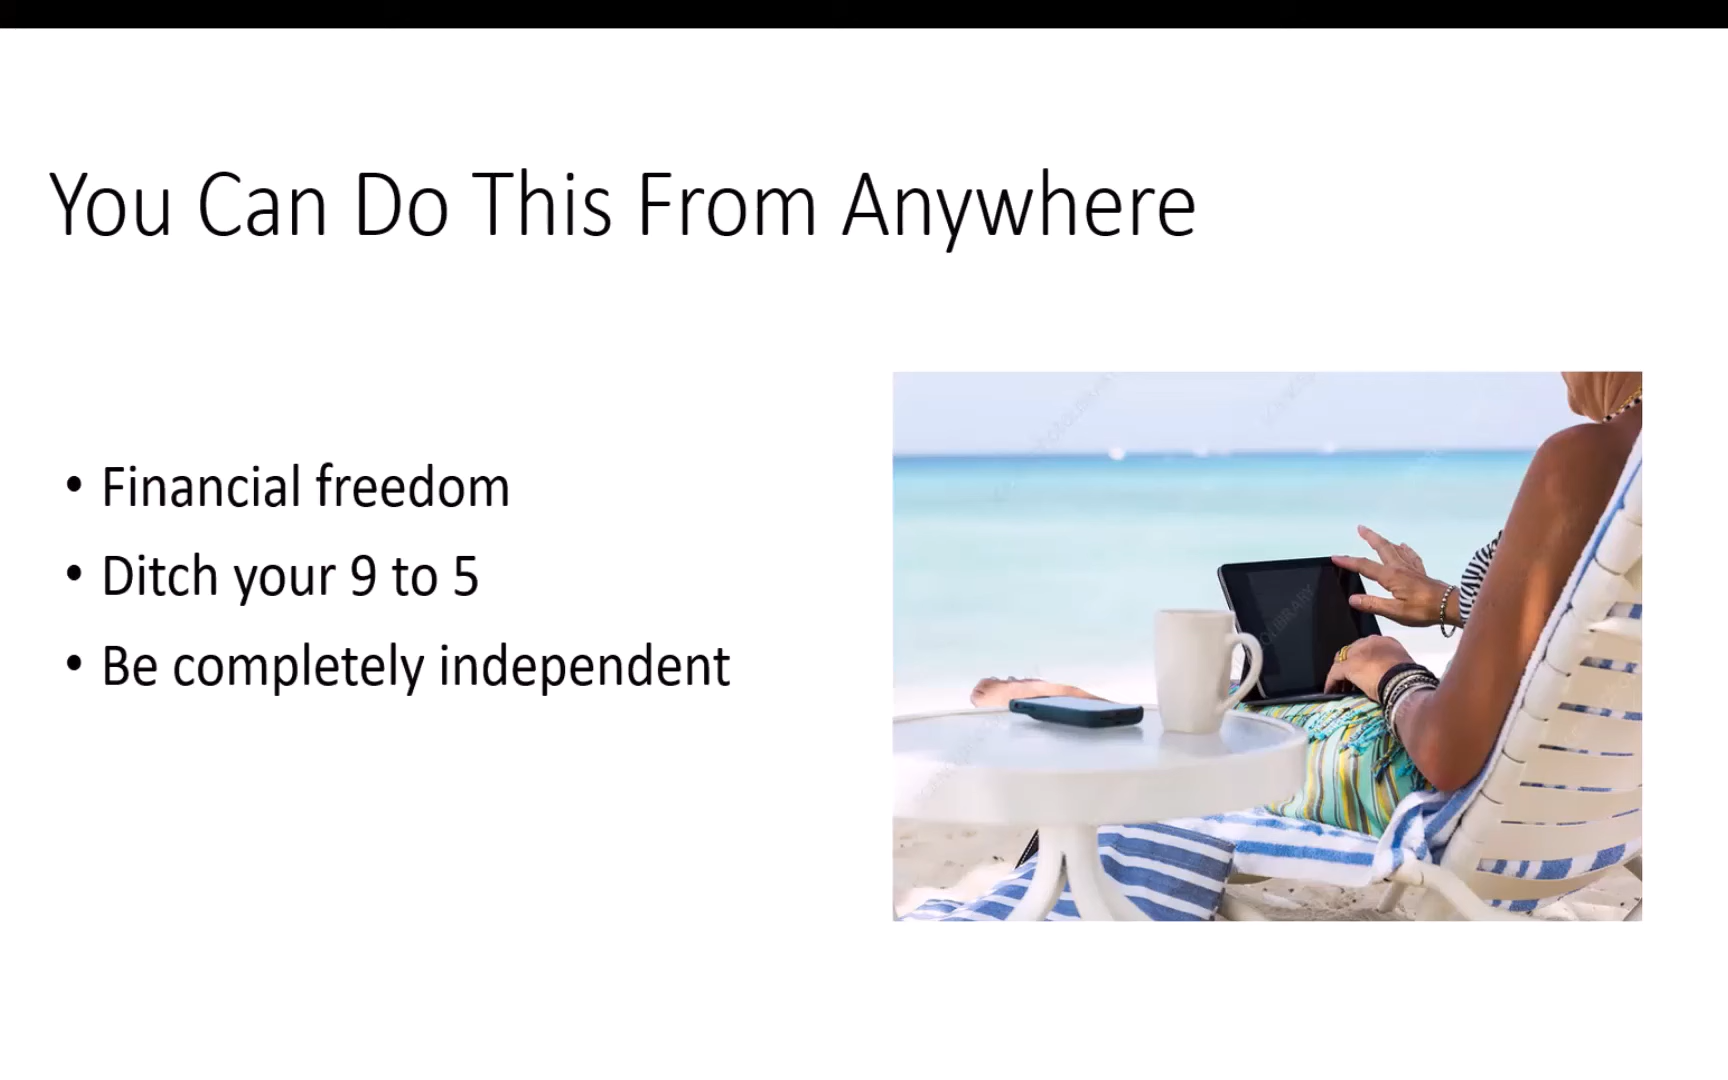 You Can Do This From Anywhere
• Financial freedom
• Ditch your 9 to 5
• Be completely independent